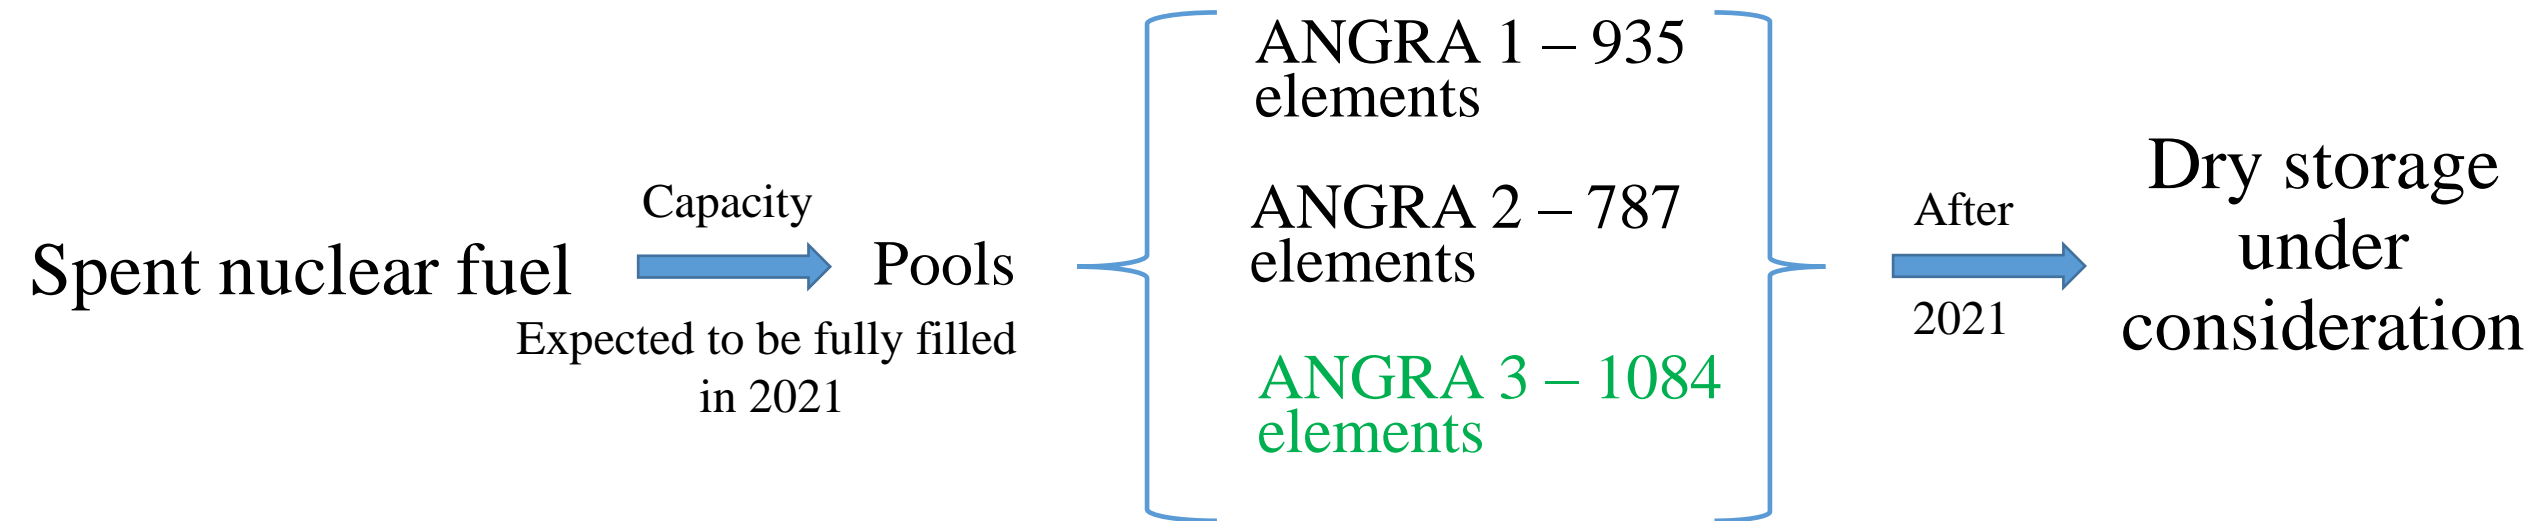 Spent nuclear fuel
Capacity
Expected to be fully filled
in 2021
Pools
ANGRA 1 – 935
elements
ANGRA 2 – 787
elements
ANGRA 3 – 1084
elements
After
2021
Dry storage
under
consideration